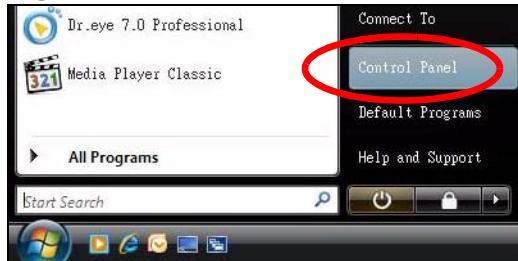 Dr.eye 7.0 Professional
321
Media Player Classic
All Programs
Start Search
Connect To
Control Panel
Default Programs
Help and Support